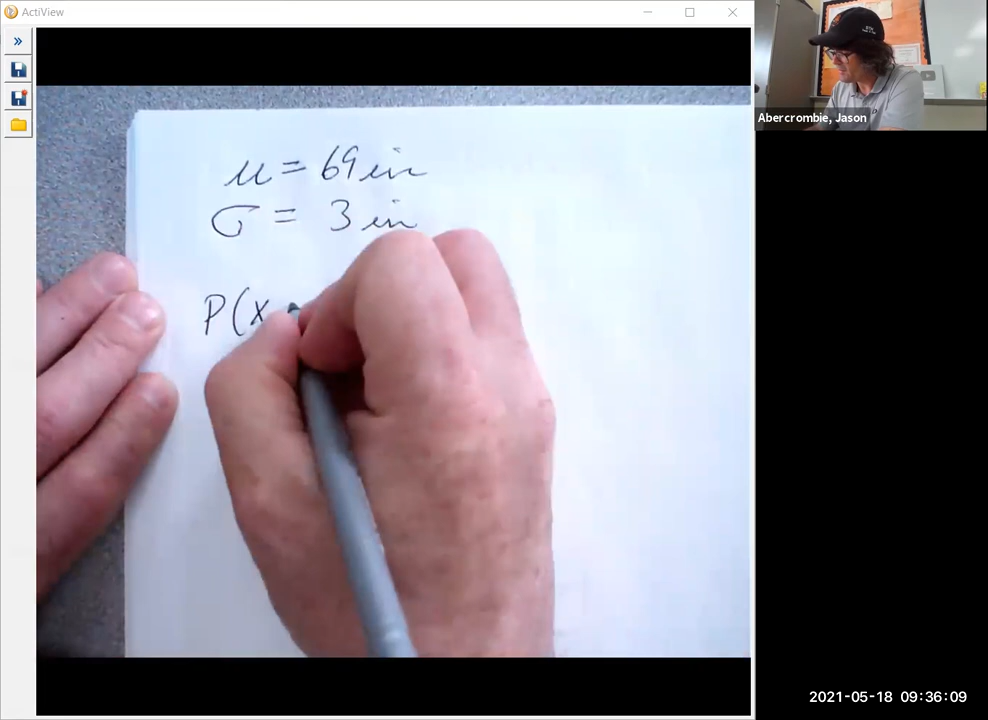 ActiView
»
μ = 69 in
σ = 3 in
P(x
Abercrombie, Jason
2021-05-18 09:36:09